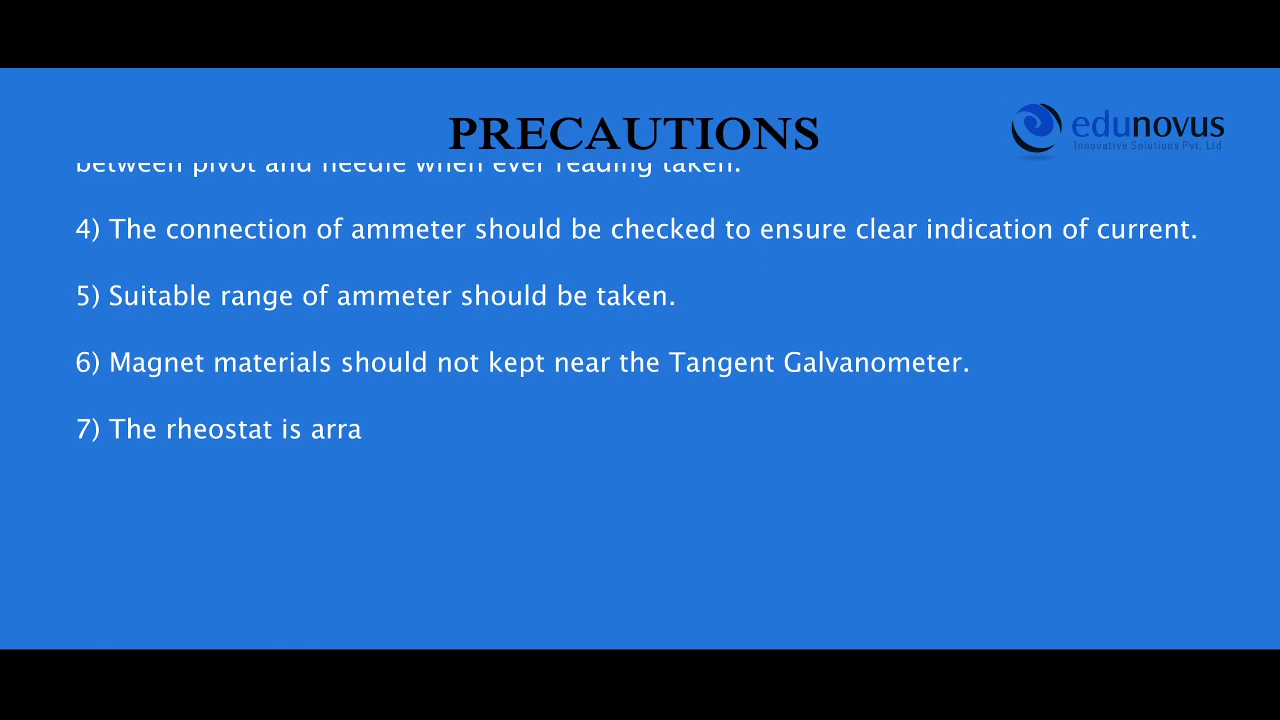 PRECAUTIONS
edunovus
Innovative Solutions Pvt. Ltd
between pivot and needle when ever reading taken.
4) The connection of ammeter should be checked to ensure clear indication of current.
5) Suitable range of ammeter should be taken.
6) Magnet materials should not kept near the Tangent Galvanometer.
7) The rheostat is arra